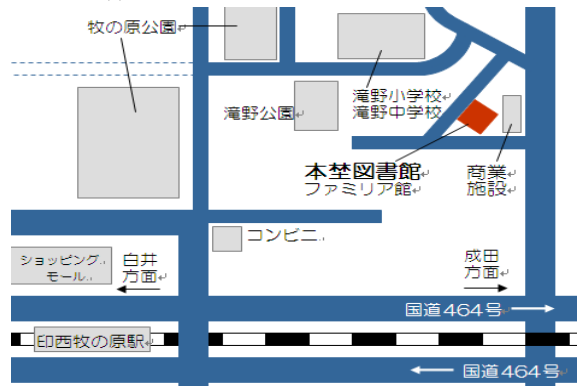 牧の原公園
滝野公園
滝野小学校
滝野中学校
本埜図書館
ファミリア館
商業
施設
コンビニ
ショッピング
モール
白井
方面
成田
方面
国道464号
印西牧の原駅
国道464号